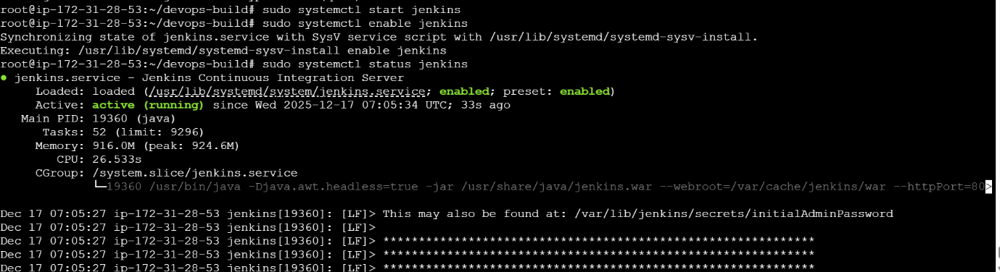 root@ip-172-31-28-53:~/devops-build# sudo systemctl start jenkins
root@ip-172-31-28-53:~/devops-build# sudo systemctl enable jenkins
Synchronizing state of jenkins.service with SysV service script with /usr/lib/systemd/systemd-sysv-install.
Executing: /usr/lib/systemd/systemd-sysv-install enable jenkins
root@ip-172-31-28-53:~/devops-build# sudo systemctl status jenkins
● jenkins.service - Jenkins Continuous Integration Server
     Loaded: loaded (/usr/lib/systemd/system/jenkins.service; enabled; preset: enabled)
     Active: active (running) since Wed 2025-12-17 07:05:34 UTC; 33s ago
   Main PID: 19360 (java)
      Tasks: 52 (limit: 9296)
     Memory: 916.0M (peak: 924.6M)
        CPU: 26.533s
     CGroup: /system.slice/jenkins.service
             └─19360 /usr/bin/java -Djava.awt.headless=true -jar /usr/share/java/jenkins.war --webroot=/var/cache/jenkins/war --httpPort=80>
Dec 17 07:05:27 ip-172-31-28-53 jenkins[19360]: [LF]> This may also be found at: /var/lib/jenkins/secrets/initialAdminPassword
Dec 17 07:05:27 ip-172-31-28-53 jenkins[19360]: [LF]>
Dec 17 07:05:27 ip-172-31-28-53 jenkins[19360]: [LF]> *************************************************************
Dec 17 07:05:27 ip-172-31-28-53 jenkins[19360]: [LF]> *************************************************************
Dec 17 07:05:27 ip-172-31-28-53 jenkins[19360]: [LF]> *************************************************************